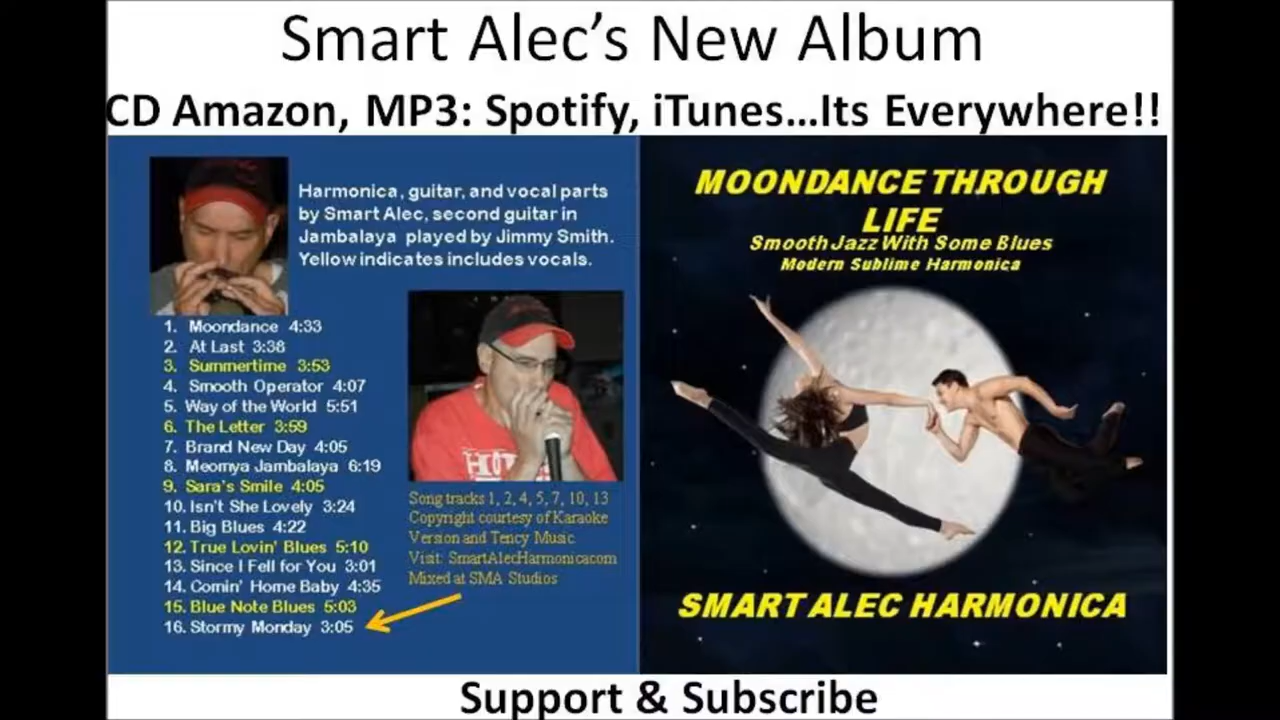 Smart Alec's New Album
CD Amazon, MP3: Spotify, iTunes...Its Everywhere!!
Harmonica, guitar, and vocal parts
by Smart Alec, second guitar in
Jambalaya played by Jimmy Smith.
Yellow indicates includes vocals.
1. Moondance 4:33
2. At Last 3:38
3. Summertime 3:53
4. Smooth Operator 4:07
5. Way of the World 5:51
6. The Letter 3:59
7. Brand New Day 4:05
8. Meomya Jambalaya 6:19
9. Sara's Smile 4:05
10. Isn't She Lovely 3:24
11. Big Blues 4:22
12. True Lovin' Blues 5:10
13. Since I Fell for You 3:01
14. Comin' Home Baby 4:35
15. Blue Note Blues 5:03
16. Stormy Monday 3:05
Song tracks 1, 2, 4, 5, 7, 10, 13
Copyright courtesy of Karaoke
Version and Tency Music
Visit: SmartAlecHarmonicacom
Mixed at SMA Studios
MOONDANCE THROUGH
LIFE
Smooth Jazz With Some Blues
Modern Sublime Harmonica
SMART ALEC HARMONICA
Support & Subscribe